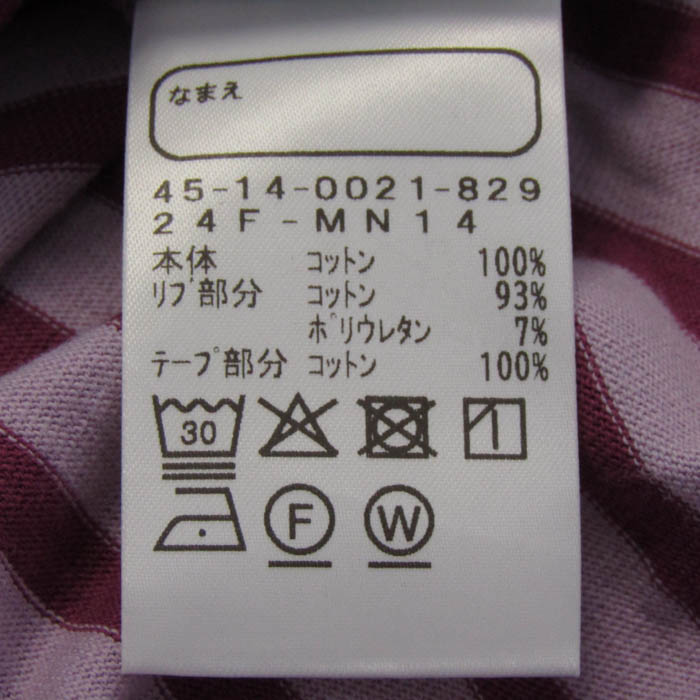 なまえ
45-14-0021-829
24F-MN14
本体 コットン 100%
リブ部分 コットン 93%
ポリウレタン 7%
テープ部分 コットン 100%
30
F W